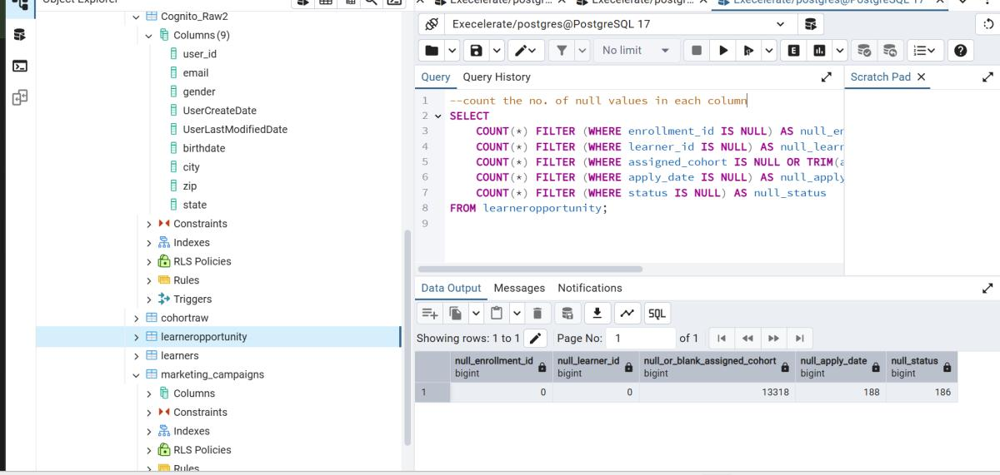 Object Explorer
Cognito_Raw2
Columns (9)
user_id
email
gender
UserCreateDate
UserLastModifiedDate
birthdate
city
zip
state
Constraints
Indexes
RLS Policies
Rules
Triggers
cohortraw
learneropportunity
learners
marketing_campaigns
Columns
Constraints
Indexes
RLS Policies
Rules
Execelerate/postgr... Execelerate/postgr... Execelerate/postgres@PostgreSQL 17
Execelerate/postgres@PostgreSQL 17
No limit
E
Query Query History
Scratch Pad
1 --count the no. of null values in each column
2 SELECT
3 COUNT(*) FILTER (WHERE enrollment_id IS NULL) AS null_en
4 COUNT(*) FILTER (WHERE learner_id IS NULL) AS null_learn
5 COUNT(*) FILTER (WHERE assigned_cohort IS NULL OR TRIM(a
6 COUNT(*) FILTER (WHERE apply_date IS NULL) AS null_apply
7 COUNT(*) FILTER (WHERE status IS NULL) AS null_status
8 FROM learneropportunity;
9
Data Output Messages Notifications
SQL
Showing rows: 1 to 1 Page No: 1 of 1
null_enrollment_id bigint
null_learner_id bigint
null_or_blank_assigned_cohort bigint
null_apply_date bigint
null_status bigint
1 0 0 13318 188 186